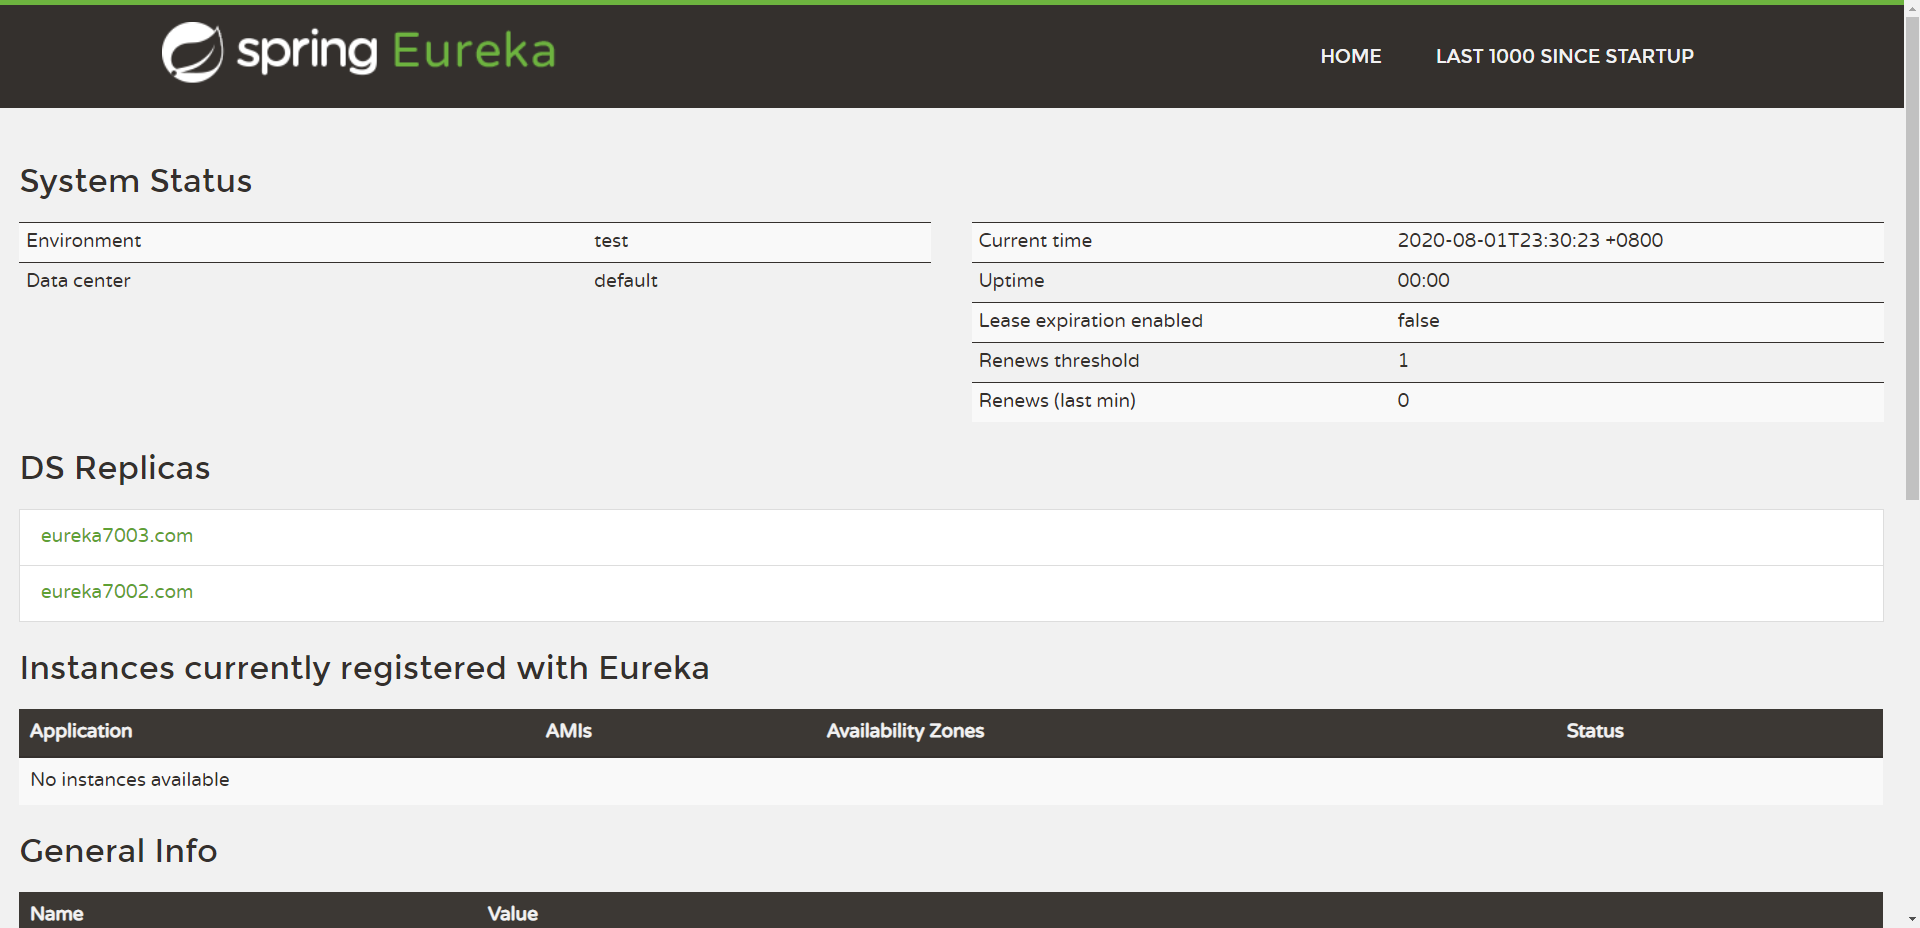 spring Eureka
HOME LAST 1000 SINCE STARTUP
System Status
Environment test
Data center default
Current time 2020-08-01T23:30:23 +0800
Uptime 00:00
Lease expiration enabled false
Renews threshold 1
Renews (last min) 0
DS Replicas
eureka7003.com
eureka7002.com
Instances currently registered with Eureka
Application AMIs Availability Zones Status
No instances available
General Info
Name Value